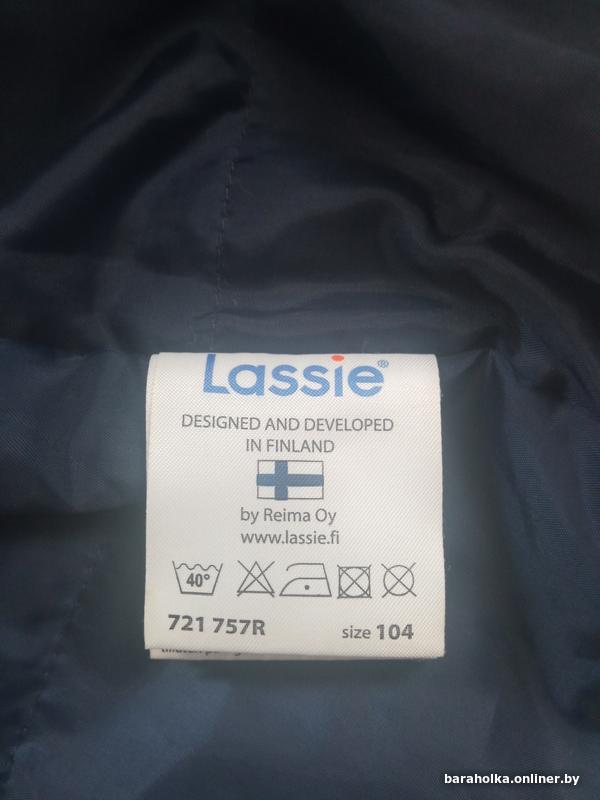 Lassie®
DESIGNED AND DEVELOPED
IN FINLAND
by Reima Oy
www.lassie.fi
40°
721 757R size 104
baraholka.onliner.by